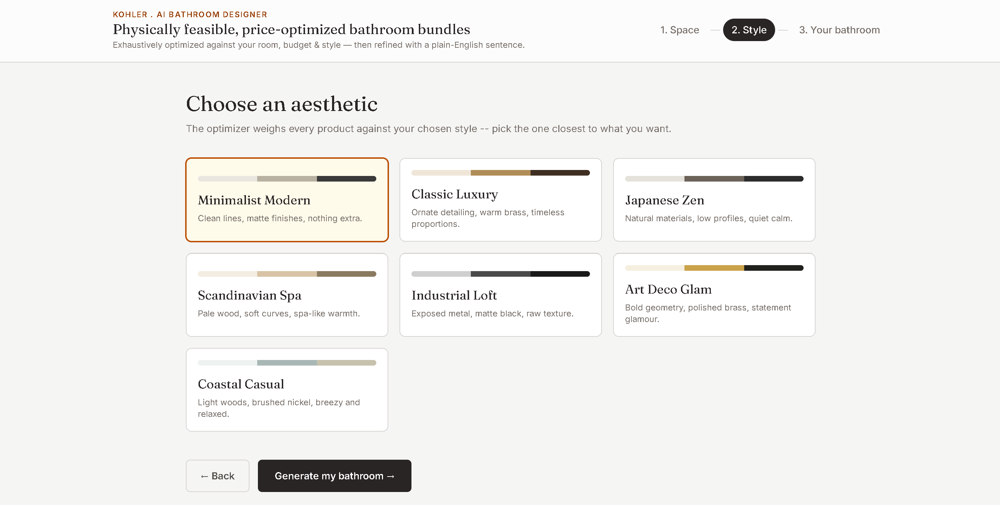 KOHLER . AI BATHROOM DESIGNER
Physically feasible, price-optimized bathroom bundles
Exhaustively optimized against your room, budget & style — then refined with a plain-English sentence.
1. Space — 2. Style — 3. Your bathroom
Choose an aesthetic
The optimizer weighs every product against your chosen style -- pick the one closest to what you want.
Minimalist Modern
Clean lines, matte finishes, nothing extra.
Classic Luxury
Ornate detailing, warm brass, timeless
proportions.
Japanese Zen
Natural materials, low profiles, quiet calm.
Scandinavian Spa
Pale wood, soft curves, spa-like warmth.
Industrial Loft
Exposed metal, matte black, raw texture.
Art Deco Glam
Bold geometry, polished brass, statement
glamour.
Coastal Casual
Light woods, brushed nickel, breezy and
relaxed.
← Back
Generate my bathroom →